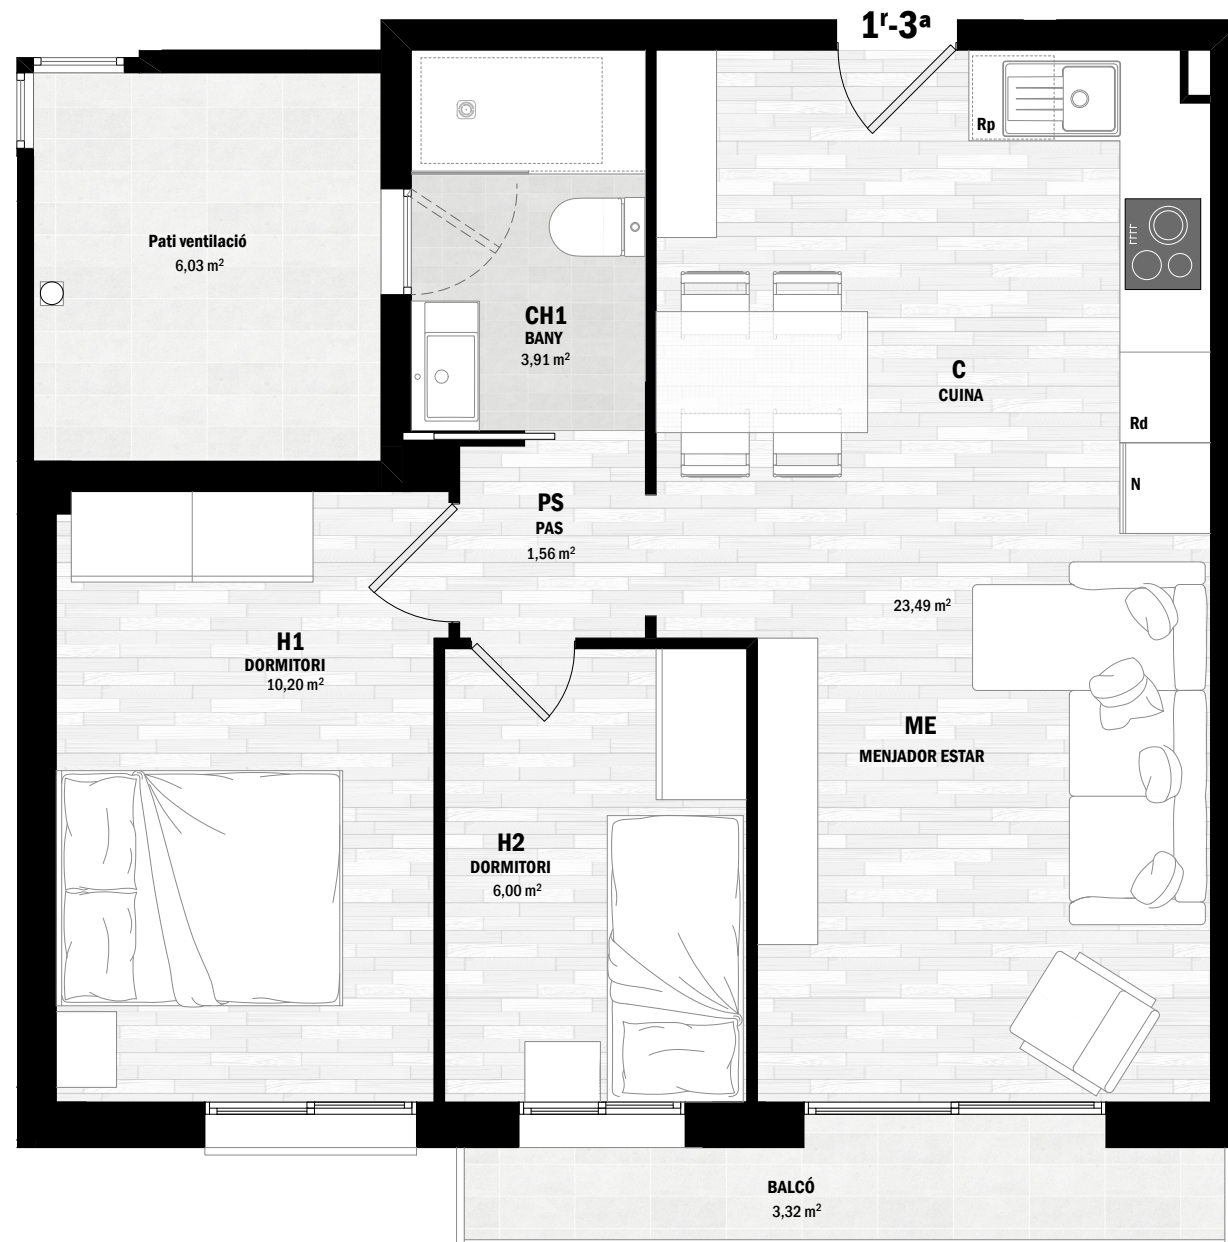 1ʳ-3ª
Rp
Pati ventilació
6,03 m²
CH1
BANY
3,91 m²
C
CUINA
Rd
N
PS
PAS
1,56 m²
23,49 m²
H1
DORMITORI
10,20 m²
ME
MENJADOR ESTAR
H2
DORMITORI
6,00 m²
BALCÓ
3,32 m²